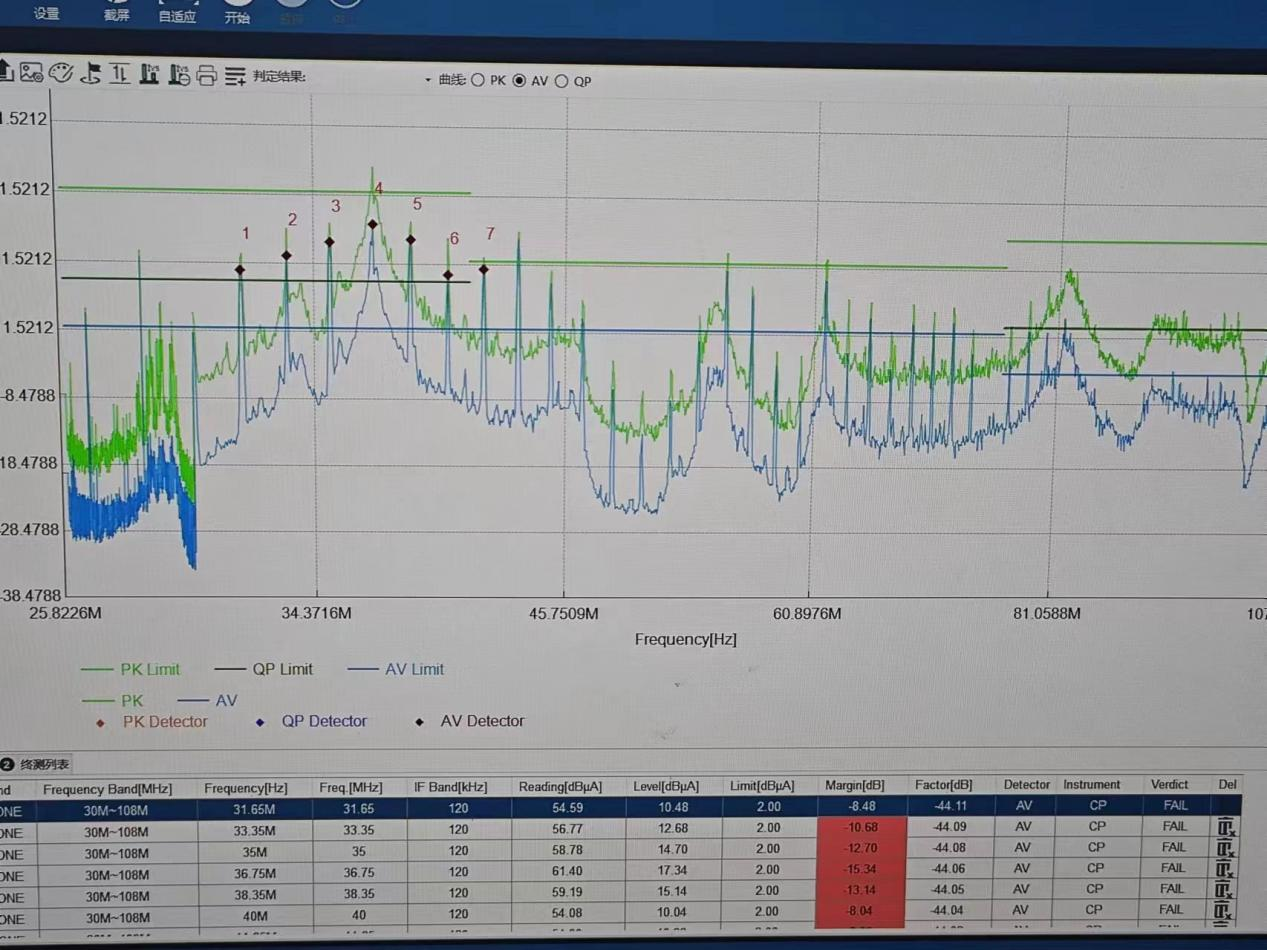 设置 截屏 自适应 开始
判定结果: 曲线: PK AV QP
1.5212
1.5212
1.5212
1.5212
-8.4788
18.4788
28.4788
-38.4788
1 2 3 4 5 6 7
25.8226M 34.3716M 45.7509M 60.8976M 81.0588M 107
Frequency[Hz]
PK Limit QP Limit AV Limit
PK AV
PK Detector QP Detector AV Detector
2 终测列表
nd Frequency Band[MHz] Frequency[Hz] Freq.[MHz] IF Band[kHz] Reading[dBμA] Level[dBμA] Limit[dBμA] Margin[dB] Factor[dB] Detector Instrument Verdict Del
ONE 30M~108M 31.65M 31.65 120 54.59 10.48 2.00 -8.48 -44.11 AV CP FAIL
ONE 30M~108M 33.35M 33.35 120 56.77 12.68 2.00 -10.68 -44.09 AV CP FAIL
ONE 30M~108M 35M 35 120 58.78 14.70 2.00 -12.70 -44.08 AV CP FAIL
ONE 30M~108M 36.75M 36.75 120 61.40 17.34 2.00 -15.34 -44.06 AV CP FAIL
ONE 30M~108M 38.35M 38.35 120 59.19 15.14 2.00 -13.14 -44.05 AV CP FAIL
ONE 30M~108M 40M 40 120 54.08 10.04 2.00 -8.04 -44.04 AV CP FAIL